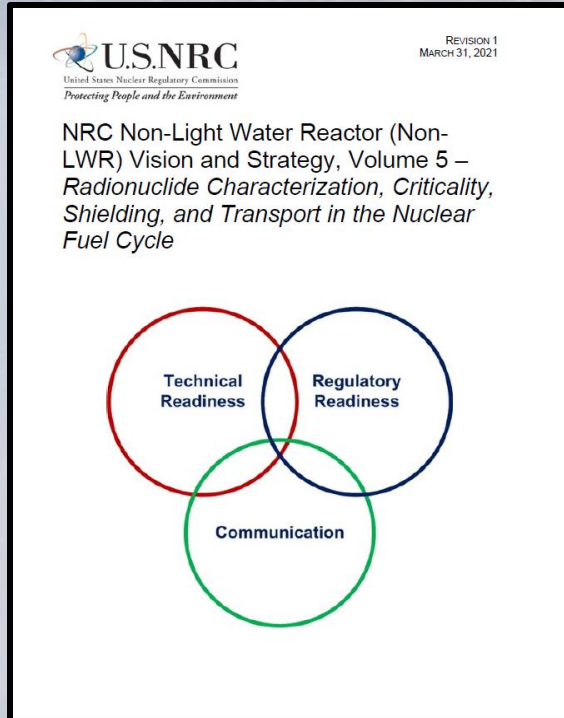 U.S.NRC
United States Nuclear Regulatory Commission
Protecting People and the Environment
REVISION 1
MARCH 31, 2021
NRC Non-Light Water Reactor (Non-
LWR) Vision and Strategy, Volume 5 –
Radionuclide Characterization, Criticality,
Shielding, and Transport in the Nuclear
Fuel Cycle
Technical
Readiness
Regulatory
Readiness
Communication